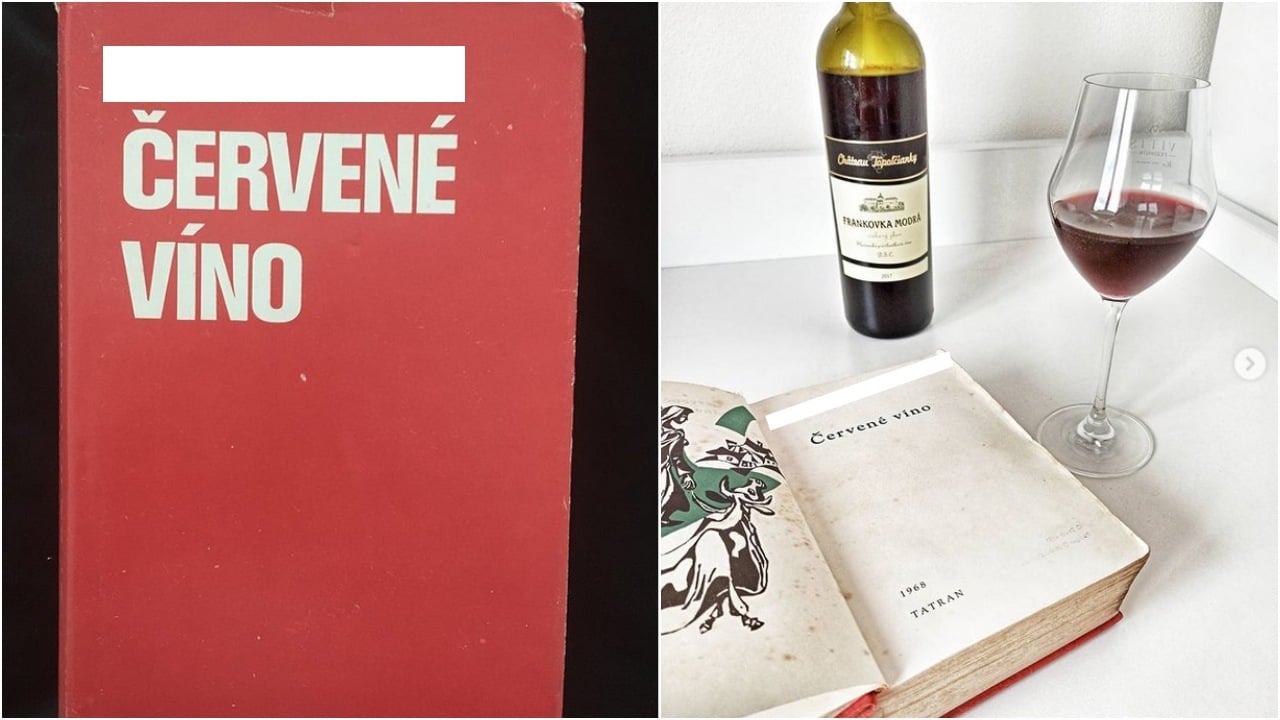 ČERVENÉ
VÍNO
Château Topoľčianky
FRANKOVKA MODRÁ
2017
Červené víno
1968
TATRAN